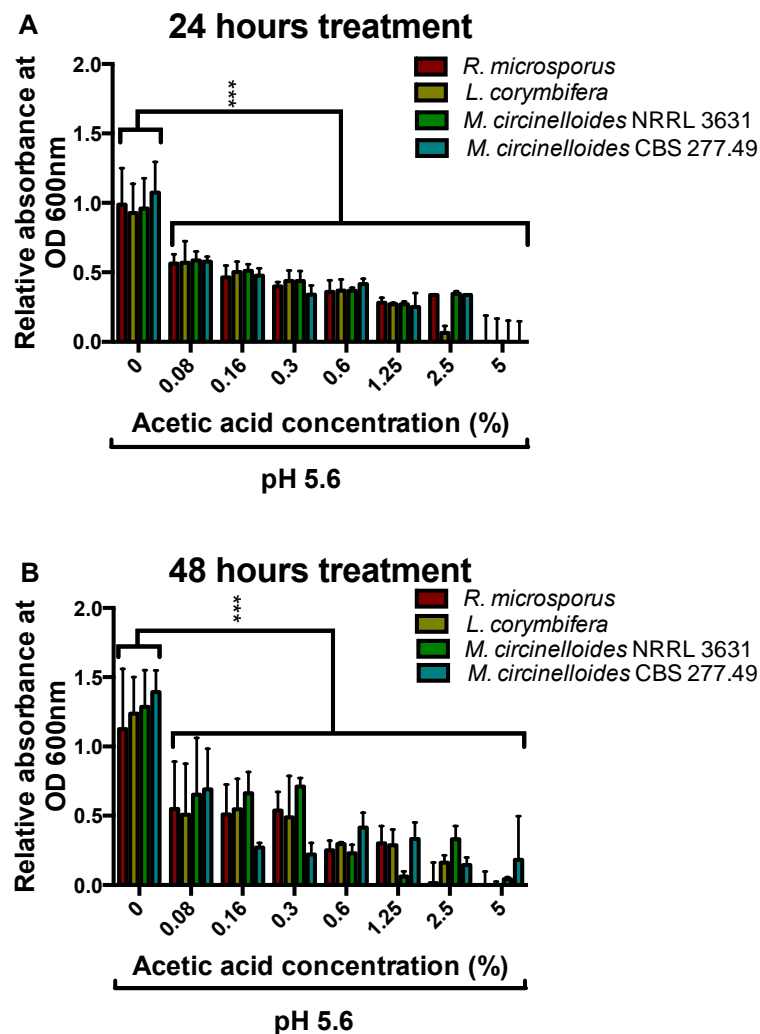 A
24 hours treatment
Relative absorbance at
OD 600nm
2.0
1.5
1.0
0.5
0.0
***
R. microsporus
L. corymbifera
M. circinelloides NRRL 3631
M. circinelloides CBS 277.49
0 0.08 0.16 0.3 0.6 1.25 2.5 5
Acetic acid concentration (%)
pH 5.6
B
48 hours treatment
Relative absorbance at
OD 600nm
2.0
1.5
1.0
0.5
0.0
***
R. microsporus
L. corymbifera
M. circinelloides NRRL 3631
M. circinelloides CBS 277.49
0 0.08 0.16 0.3 0.6 1.25 2.5 5
Acetic acid concentration (%)
pH 5.6